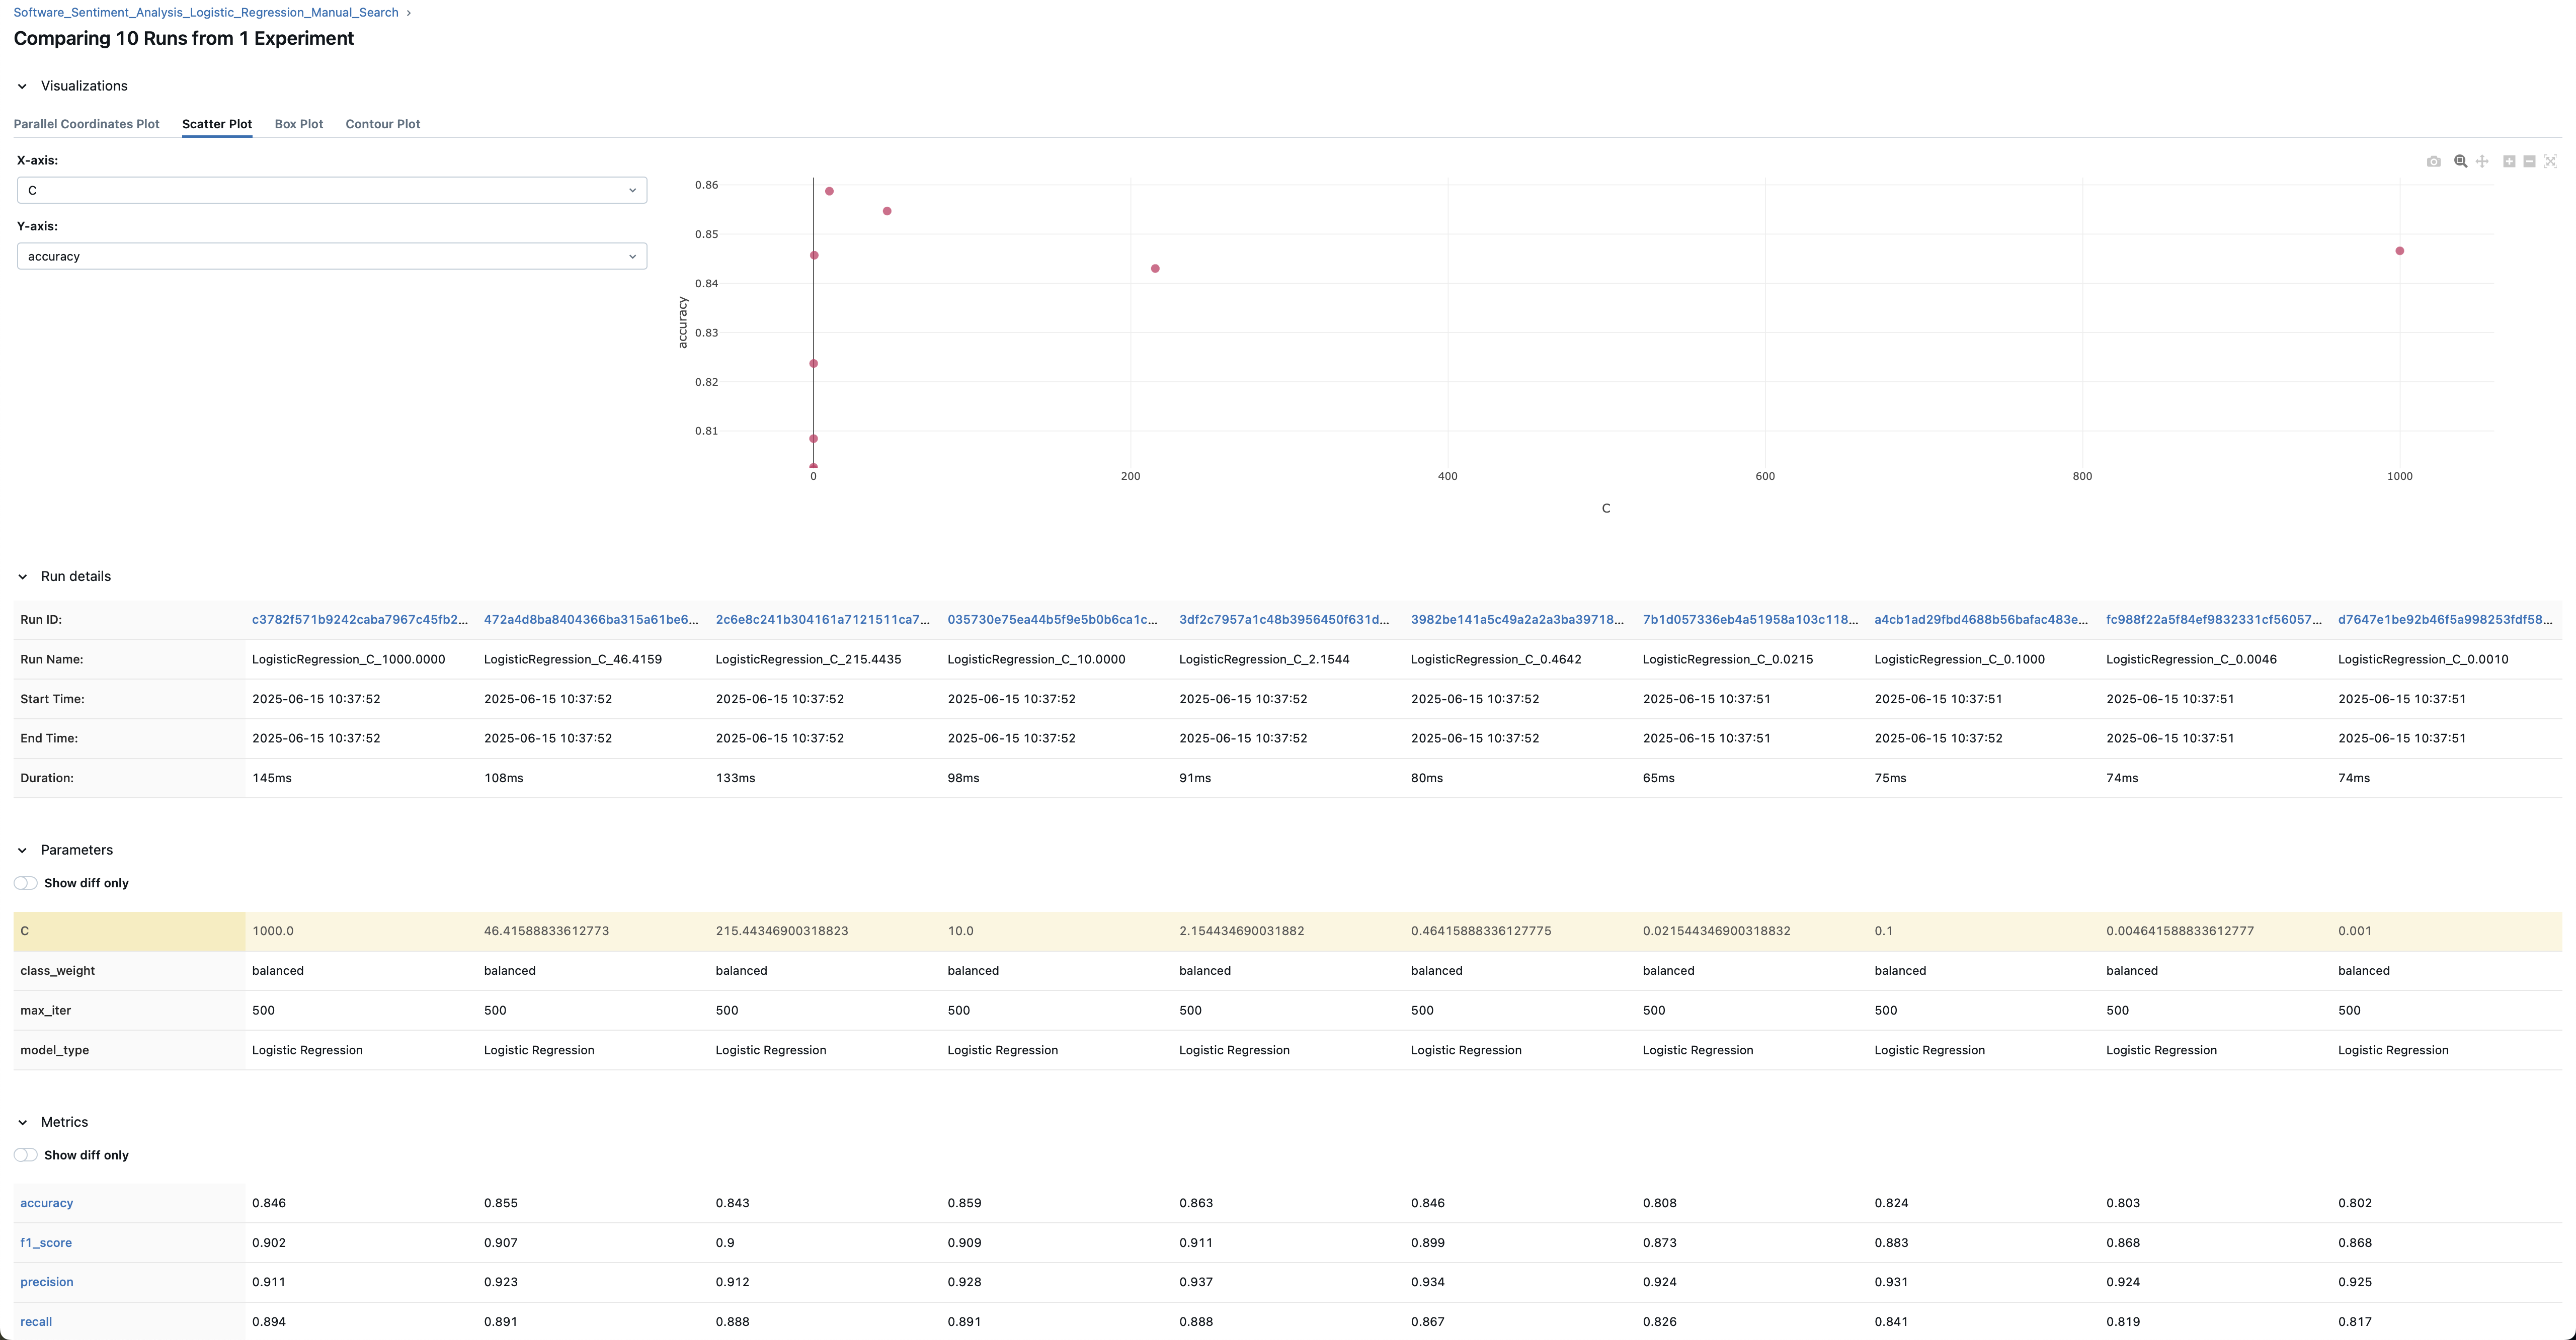 Software_Sentiment_Analysis_Logistic_Regression_Manual_Search ›
Comparing 10 Runs from 1 Experiment
Visualizations
Parallel Coordinates Plot Scatter Plot Box Plot Contour Plot
X-axis:
C
Y-axis:
accuracy
0.86
0.85
0.84
0.83
0.82
0.81
accuracy
0 200 400 600 800 1000
C
Run details
Run ID: c3782f571b9242caba7967c45fb2... 472a4d8ba8404366ba315a61be6... 2c6e8c241b304161a7121511ca7... 035730e75ea44b5f9e5b0b6ca1c... 3df2c7957a1c48b3956450f631d... 3982be141a5c49a2a2a3ba39718... 7b1d057336eb4a51958a103c118... a4cb1ad29fbd4688b56bafac483e... fc988f22a5f84ef9832331cf56057... d7647e1be92b46f5a998253fdf58...
Run Name: LogisticRegression_C_1000.0000 LogisticRegression_C_46.4159 LogisticRegression_C_215.4435 LogisticRegression_C_10.0000 LogisticRegression_C_2.1544 LogisticRegression_C_0.4642 LogisticRegression_C_0.0215 LogisticRegression_C_0.1000 LogisticRegression_C_0.0046 LogisticRegression_C_0.0010
Start Time: 2025-06-15 10:37:52 2025-06-15 10:37:52 2025-06-15 10:37:52 2025-06-15 10:37:52 2025-06-15 10:37:52 2025-06-15 10:37:52 2025-06-15 10:37:51 2025-06-15 10:37:51 2025-06-15 10:37:51 2025-06-15 10:37:51
End Time: 2025-06-15 10:37:52 2025-06-15 10:37:52 2025-06-15 10:37:52 2025-06-15 10:37:52 2025-06-15 10:37:52 2025-06-15 10:37:52 2025-06-15 10:37:51 2025-06-15 10:37:52 2025-06-15 10:37:51 2025-06-15 10:37:51
Duration: 145ms 108ms 133ms 98ms 91ms 80ms 65ms 75ms 74ms 74ms
Parameters
Show diff only
C 1000.0 46.41588833612773 215.44346900318823 10.0 2.154434690031882 0.46415888336127775 0.021544346900318832 0.1 0.004641588833612777 0.001
class_weight balanced balanced balanced balanced balanced balanced balanced balanced balanced balanced
max_iter 500 500 500 500 500 500 500 500 500 500
model_type Logistic Regression Logistic Regression Logistic Regression Logistic Regression Logistic Regression Logistic Regression Logistic Regression Logistic Regression Logistic Regression Logistic Regression
Metrics
Show diff only
accuracy 0.846 0.855 0.843 0.859 0.863 0.846 0.808 0.824 0.803 0.802
f1_score 0.902 0.907 0.9 0.909 0.911 0.899 0.873 0.883 0.868 0.868
precision 0.911 0.923 0.912 0.928 0.937 0.934 0.924 0.931 0.924 0.925
recall 0.894 0.891 0.888 0.891 0.888 0.867 0.826 0.841 0.819 0.817